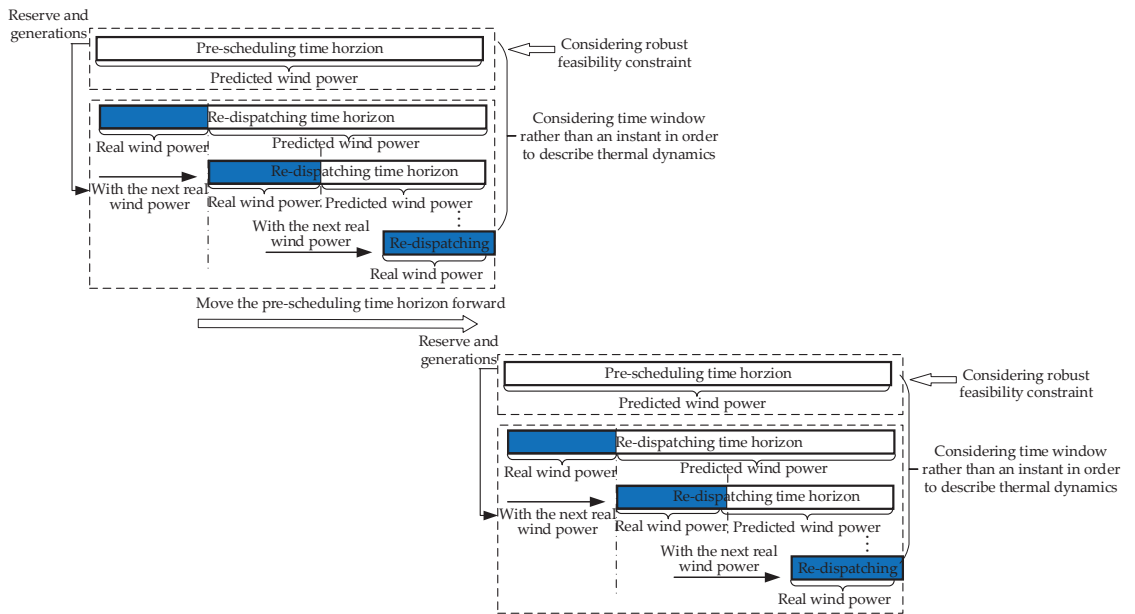 Reserve and
generations
Pre-scheduling time horzion
Predicted wind power
Considering robust
feasibility constraint
Re-dispatching time horizon
Real wind power
Predicted wind power
Considering time window
rather than an instant in order
to describe thermal dynamics
Re-dispatching time horizon
With the next real
wind power
Real wind power
Predicted wind power
With the next real
wind power
Re-dispatching
Real wind power
Move the pre-scheduling time horizon forward
Reserve and
generations
Pre-scheduling time horzion
Predicted wind power
Considering robust
feasibility constraint
Re-dispatching time horizon
Real wind power
Predicted wind power
Considering time window
rather than an instant in order
to describe thermal dynamics
Re-dispatching time horizon
With the next real
wind power
Real wind power
Predicted wind power
With the next real
wind power
Re-dispatching
Real wind power